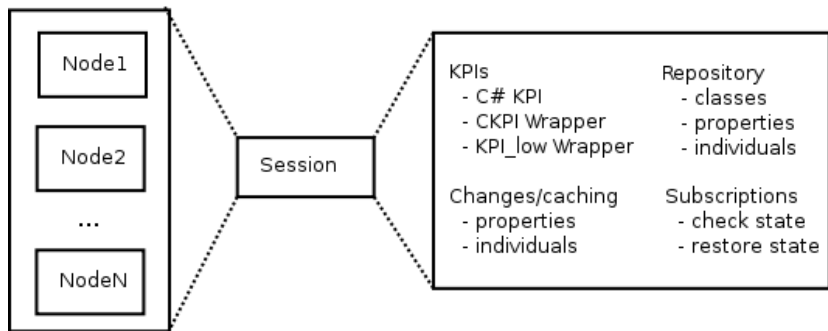 Node1
Node2
...
NodeN
Session
KPIs
- C# KPI
- CKPI Wrapper
- KPI_low Wrapper
Changes/caching
- properties
- individuals
Repository
- classes
- properties
- individuals
Subscriptions
- check state
- restore state